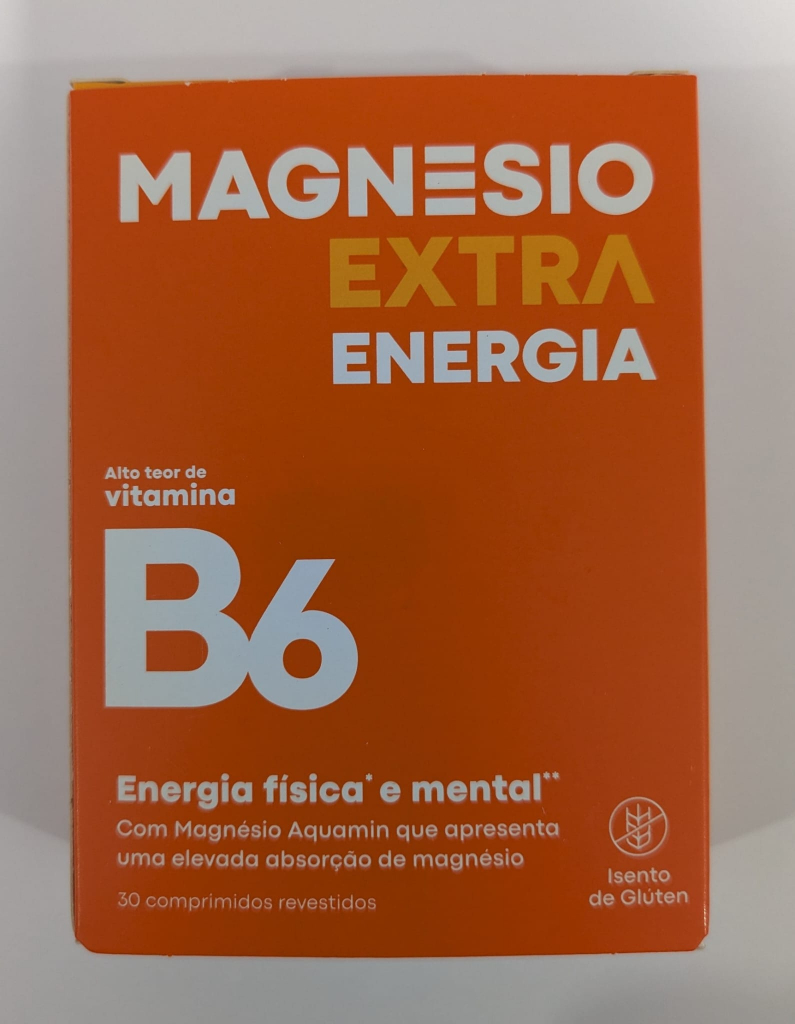 MAGNESIO
EXTRA
ENERGIA
Alto teor de
vitamina
B6
Energia física* e mental**
Com Magnésio Aquamin que apresenta
uma elevada absorção de magnésio
30 comprimidos revestidos
Isento
de Glúten